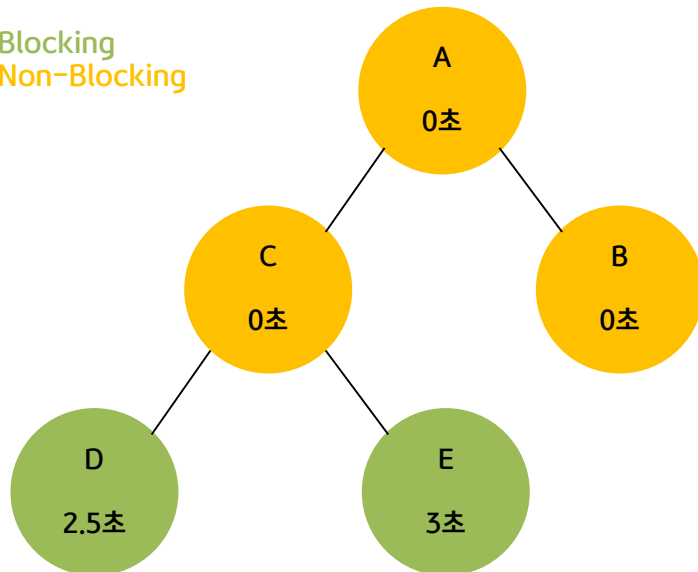 Blocking
Non-Blocking
A
0초
C
0초
B
0초
D
2.5초
E
3초